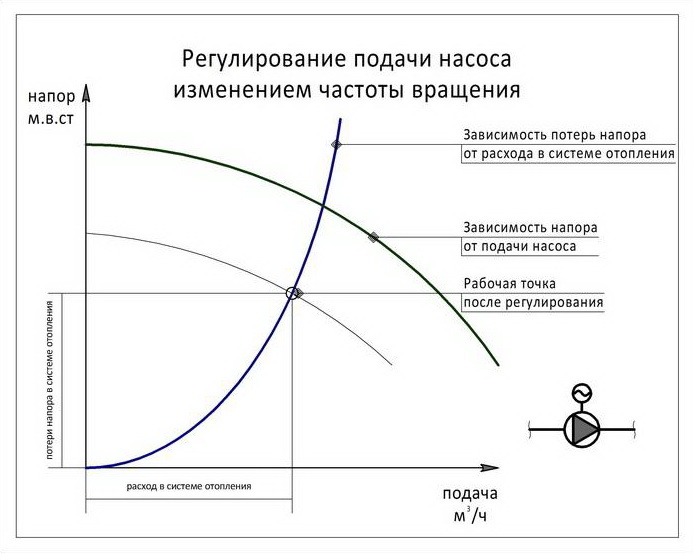 Регулирование подачи насоса
изменением частоты вращения
напор
м.в.ст
Зависимость потерь напора
от расхода в системе отопления
Зависимость напора
от подачи насоса
Рабочая точка
после регулирования
потери напора в системе отопления
расход в системе отопления
подача
м³/ч